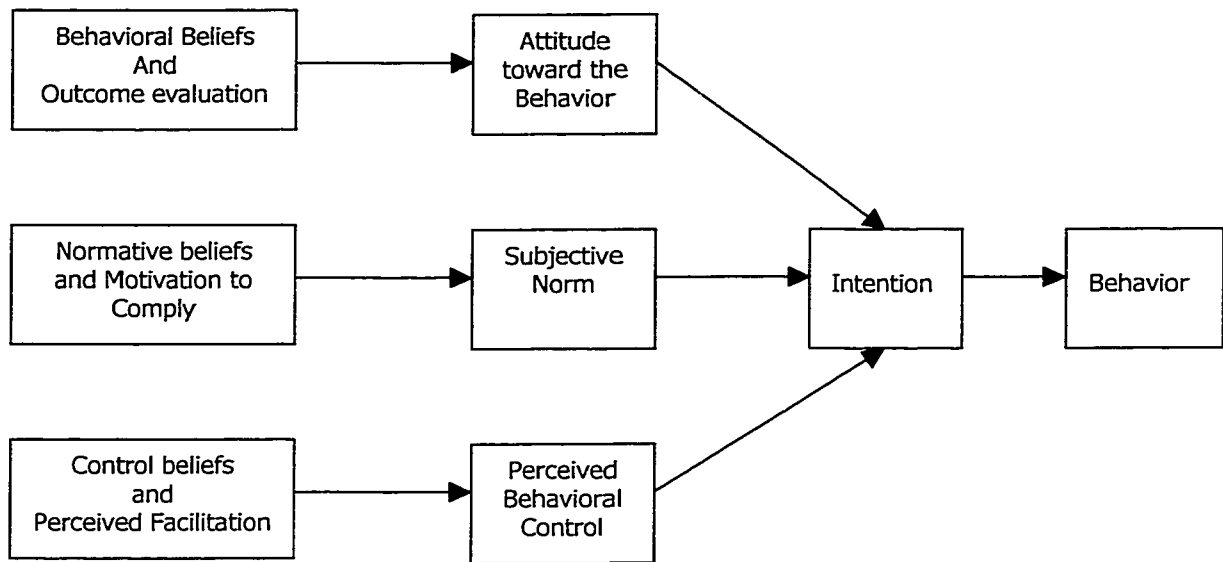 Behavioral Beliefs
And
Outcome evaluation
Attitude
toward the
Behavior
Normative beliefs
and Motivation to
Comply
Subjective
Norm
Intention
Behavior
Control beliefs
and
Perceived Facilitation
Perceived
Behavioral
Control